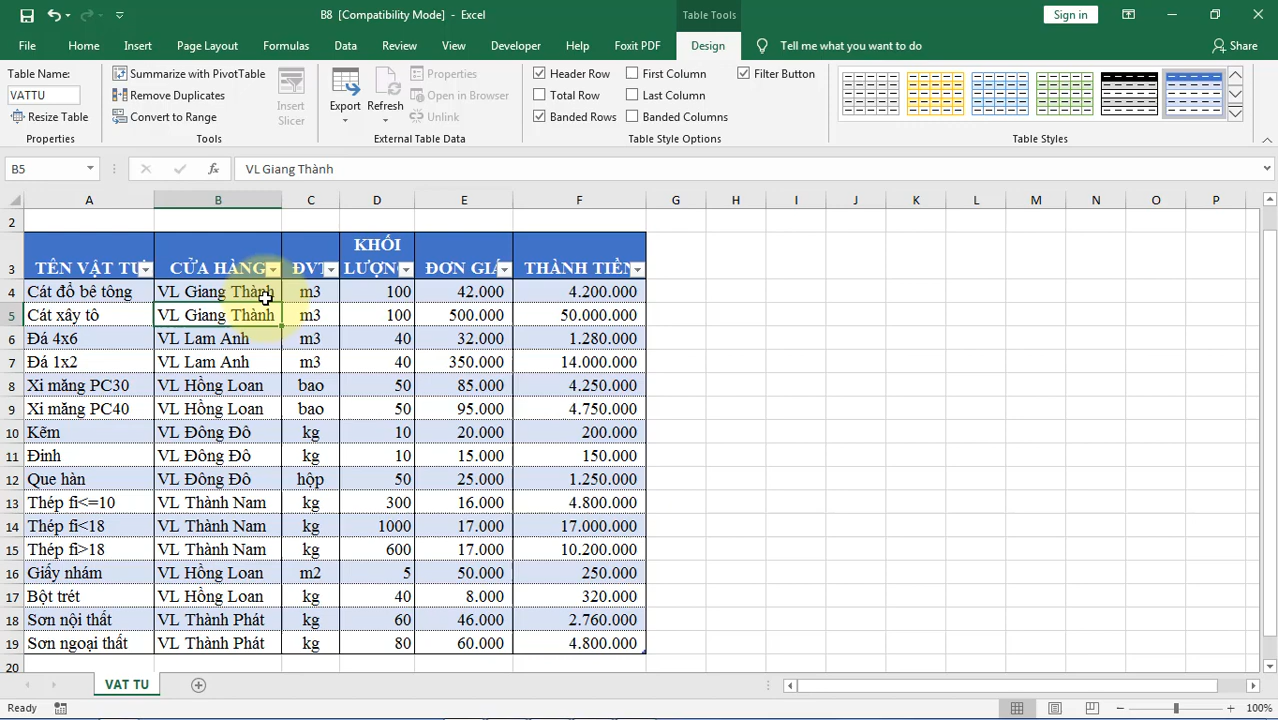 B8 [Compatibility Mode] - Excel
Table Tools
Sign in
File Home Insert Page Layout Formulas Data Review View Developer Help Foxit PDF Design Tell me what you want to do Share
Table Name:
VATTU
Resize Table
Properties
Summarize with PivotTable
Remove Duplicates
Convert to Range
Tools
Insert
Slicer
Export
Refresh
Properties
Open in Browser
Unlink
External Table Data
Header Row First Column Filter Button
Total Row Last Column
Banded Rows Banded Columns
Table Style Options
Table Styles
B5 fx VL Giang Thành
A B C D E F G H I J K L M N O P
2
3 TÊN VẬT TƯ CỬA HÀNG ĐVT KHỐI LƯỢNG ĐƠN GIÁ THÀNH TIỀN
4 Cát đổ bê tông VL Giang Thành m3 100 42.000 4.200.000
5 Cát xây tô VL Giang Thành m3 100 500.000 50.000.000
6 Đá 4x6 VL Lam Anh m3 40 32.000 1.280.000
7 Đá 1x2 VL Lam Anh m3 40 350.000 14.000.000
8 Xi măng PC30 VL Hồng Loan bao 50 85.000 4.250.000
9 Xi măng PC40 VL Hồng Loan bao 50 95.000 4.750.000
10 Kẽm VL Đông Đô kg 10 20.000 200.000
11 Đinh VL Đông Đô kg 10 15.000 150.000
12 Que hàn VL Đông Đô hộp 50 25.000 1.250.000
13 Thép fi<=10 VL Thành Nam kg 300 16.000 4.800.000
14 Thép fi<18 VL Thành Nam kg 1000 17.000 17.000.000
15 Thép fi>18 VL Thành Nam kg 600 17.000 10.200.000
16 Giấy nhám VL Hồng Loan m2 5 50.000 250.000
17 Bột trét VL Hồng Loan kg 40 8.000 320.000
18 Sơn nội thất VL Thành Phát kg 60 46.000 2.760.000
19 Sơn ngoại thất VL Thành Phát kg 80 60.000 4.800.000
20
VAT TU
Ready
100%